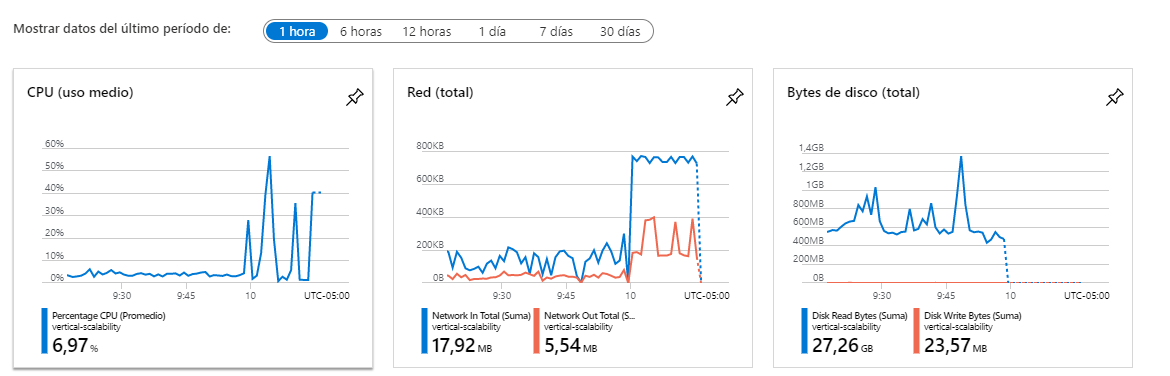 Mostrar datos del último período de:
1 hora 6 horas 12 horas 1 día 7 días 30 días
CPU (uso medio)
60%
50%
40%
30%
20%
10%
0%
9:30 9:45 10 UTC-05:00
Percentage CPU (Promedio)
vertical-scalability
6,97 %
Red (total)
800KB
600KB
400KB
200KB
0B
9:30 9:45 10 UTC-05:00
Network In Total (Suma)
vertical-scalability
17,92 MB
Network Out Total (S...
vertical-scalability
5,54 MB
Bytes de disco (total)
1,4GB
1,2GB
1GB
800MB
600MB
400MB
200MB
0B
9:30 9:45 10 UTC-05:00
Disk Read Bytes (Suma)
vertical-scalability
27,26 GB
Disk Write Bytes (Suma)
vertical-scalability
23,57 MB